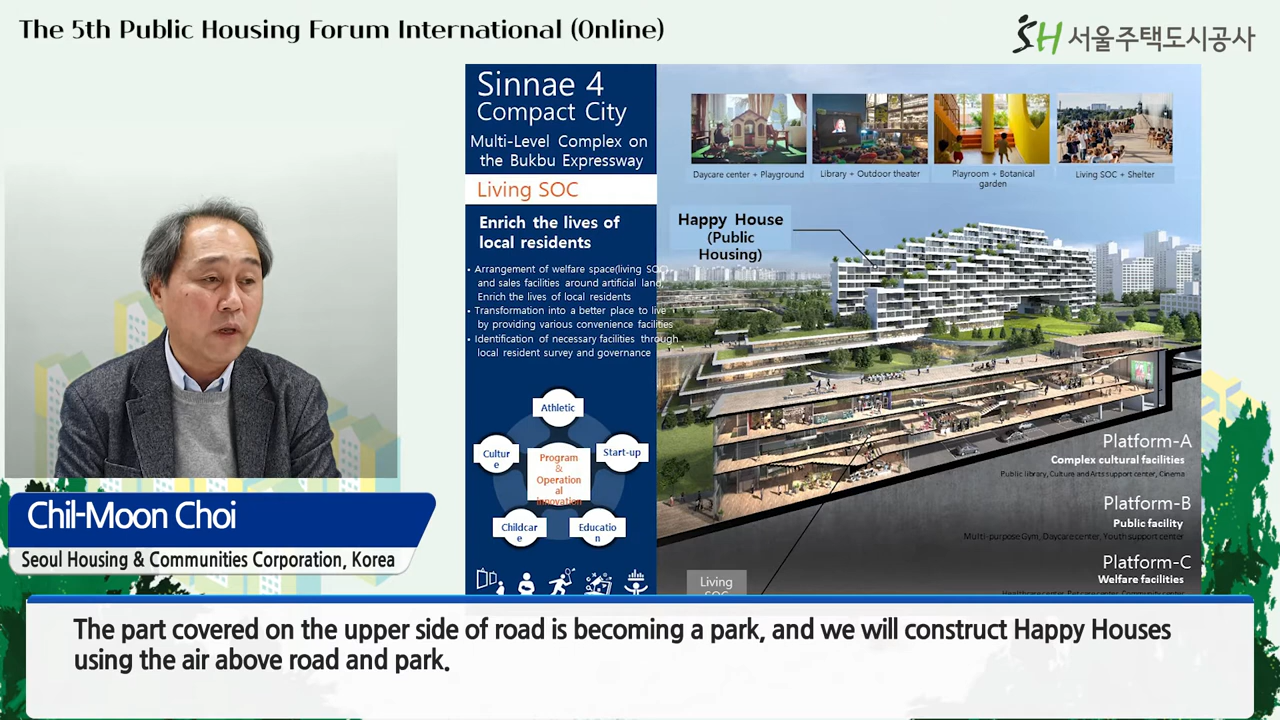 The 5th Public Housing Forum International (Online)
SH 서울주택도시공사
Sinnae 4
Compact City
Multi-Level Complex on
the Bukbu Expressway
Living SOC
Enrich the lives of
local residents
• Arrangement of welfare space(living SOC)
and sales facilities around artificial land,
Enrich the lives of local residents
• Transformation into a better place to live
by providing various convenience facilities
• Identification of necessary facilities through
local resident survey and governance
Athletic
Cultur
e
Start-up
Program
&
Operation
al
innovation
Childcar
e
Educatio
n
Daycare center + Playground
Library + Outdoor theater
Playroom + Botanical
garden
Living SOC + Shelter
Happy House
(Public
Housing)
Platform-A
Complex cultural facilities
Public library, Culture and Arts support center, Cinema
Platform-B
Public facility
Multi-purpose Gym, Daycare center, Youth support center
Platform-C
Welfare facilities
Living
SOC
Chil-Moon Choi
Seoul Housing & Communities Corporation, Korea
The part covered on the upper side of road is becoming a park, and we will construct Happy Houses
using the air above road and park.